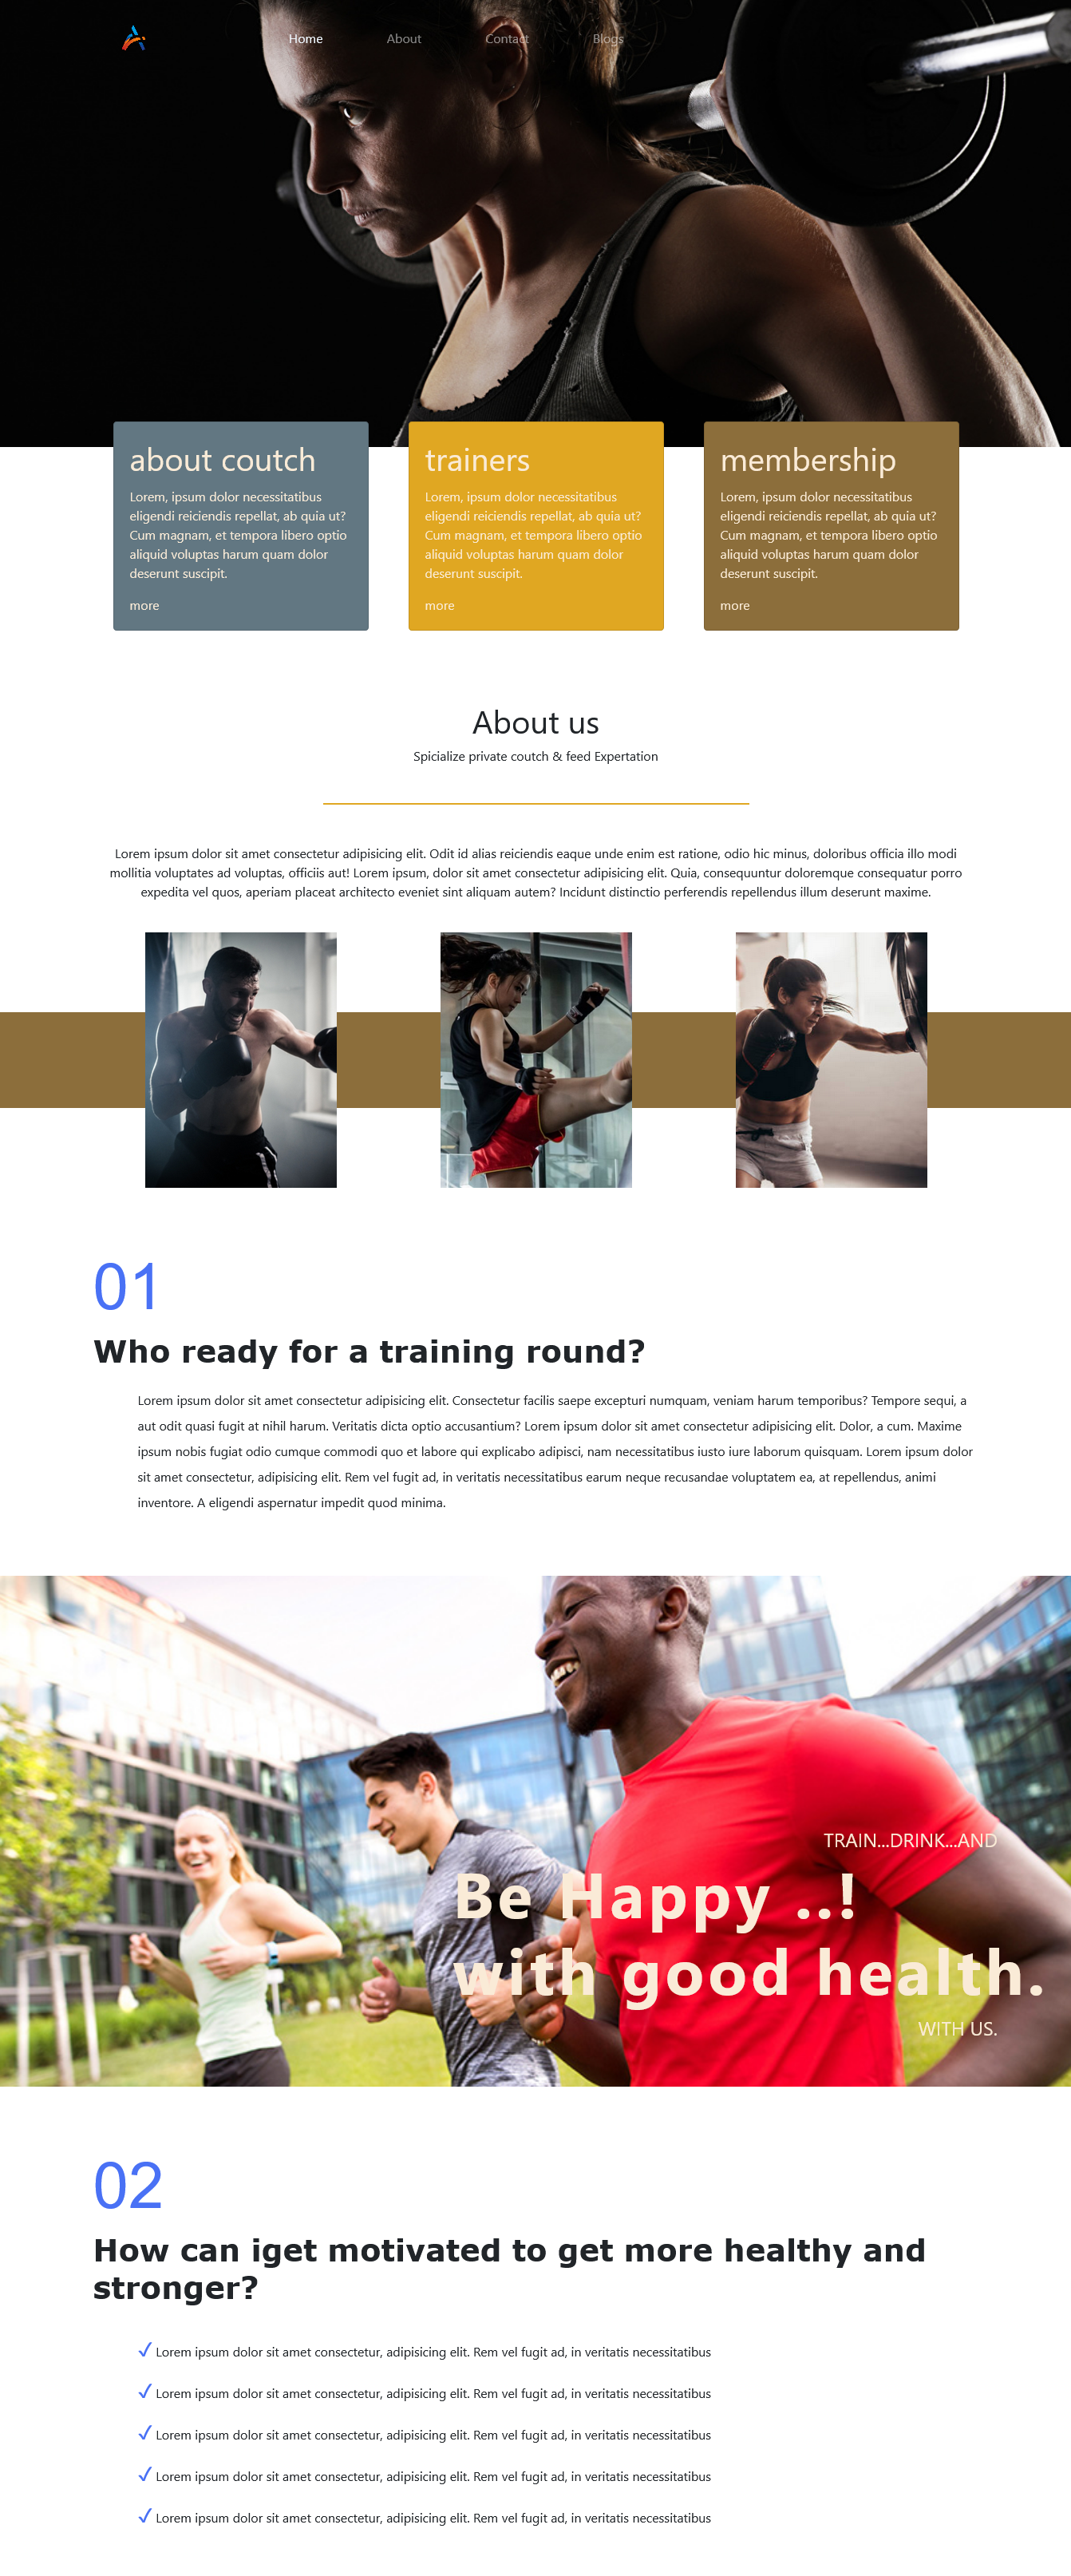 Home About Contact Blogs
about coutch
Lorem, ipsum dolor necessitatibus
eligendi reiciendis repellat, ab quia ut?
Cum magnam, et tempora libero optio
aliquid voluptas harum quam dolor
deserunt suscipit.
more
trainers
Lorem, ipsum dolor necessitatibus
eligendi reiciendis repellat, ab quia ut?
Cum magnam, et tempora libero optio
aliquid voluptas harum quam dolor
deserunt suscipit.
more
membership
Lorem, ipsum dolor necessitatibus
eligendi reiciendis repellat, ab quia ut?
Cum magnam, et tempora libero optio
aliquid voluptas harum quam dolor
deserunt suscipit.
more
About us
Spicialize private coutch & feed Expertation
Lorem ipsum dolor sit amet consectetur adipisicing elit. Odit id alias reiciendis eaque unde enim est ratione, odio hic minus, doloribus officia illo modi
mollitia voluptates ad voluptas, officiis aut! Lorem ipsum, dolor sit amet consectetur adipisicing elit. Quia, consequuntur doloremque consequatur porro
expedita vel quos, aperiam placeat architecto eveniet sint aliquam autem? Incidunt distinctio perferendis repellendus illum deserunt maxime.
01
Who ready for a training round?
Lorem ipsum dolor sit amet consectetur adipisicing elit. Consectetur facilis saepe excepturi numquam, veniam harum temporibus? Tempore sequi, a
aut odit quasi fugit at nihil harum. Veritatis dicta optio accusantium? Lorem ipsum dolor sit amet consectetur adipisicing elit. Dolor, a cum. Maxime
ipsum nobis fugiat odio cumque commodi quo et labore qui explicabo adipisci, nam necessitatibus iusto iure laborum quisquam. Lorem ipsum dolor
sit amet consectetur, adipisicing elit. Rem vel fugit ad, in veritatis necessitatibus earum neque recusandae voluptatem ea, at repellendus, animi
inventore. A eligendi aspernatur impedit quod minima.
TRAIN...DRINK...AND
Be Happy ..!
with good health.
WITH US.
02
How can iget motivated to get more healthy and
stronger?
✓ Lorem ipsum dolor sit amet consectetur, adipisicing elit. Rem vel fugit ad, in veritatis necessitatibus
✓ Lorem ipsum dolor sit amet consectetur, adipisicing elit. Rem vel fugit ad, in veritatis necessitatibus
✓ Lorem ipsum dolor sit amet consectetur, adipisicing elit. Rem vel fugit ad, in veritatis necessitatibus
✓ Lorem ipsum dolor sit amet consectetur, adipisicing elit. Rem vel fugit ad, in veritatis necessitatibus
✓ Lorem ipsum dolor sit amet consectetur, adipisicing elit. Rem vel fugit ad, in veritatis necessitatibus